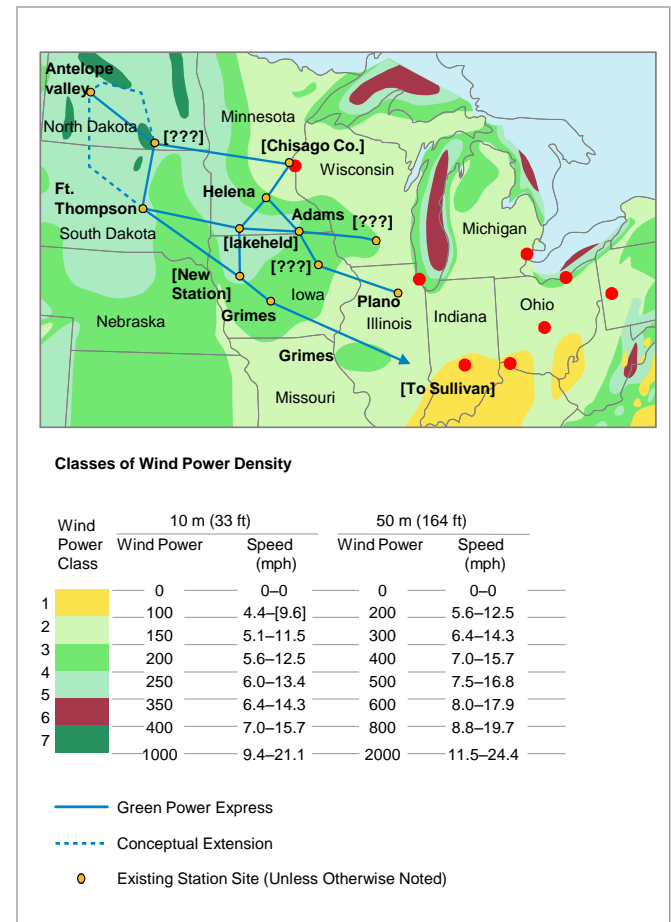 Antelope
valley
North Dakota
[???]
Minnesota
[Chisago Co.]
Wisconsin
Ft.
Thompson
South Dakota
Helena
Adams
[???]
[lakeheld]
[???]
Michigan
[New
Station]
Iowa
Grimes
Plano
Illinois
Indiana
Ohio
Nebraska
Grimes
Missouri
[To Sullivan]
Classes of Wind Power Density
Wind
Power
Class
10 m (33 ft)
50 m (164 ft)
Wind Power
Speed
(mph)
Wind Power
Speed
(mph)
0 0–0 0 0–0
1
100 4.4–[9.6] 200 5.6–12.5
2
150 5.1–11.5 300 6.4–14.3
3
200 5.6–12.5 400 7.0–15.7
4
250 6.0–13.4 500 7.5–16.8
5
350 6.4–14.3 600 8.0–17.9
6
400 7.0–15.7 800 8.8–19.7
7
1000 9.4–21.1 2000 11.5–24.4
Green Power Express
Conceptual Extension
Existing Station Site (Unless Otherwise Noted)